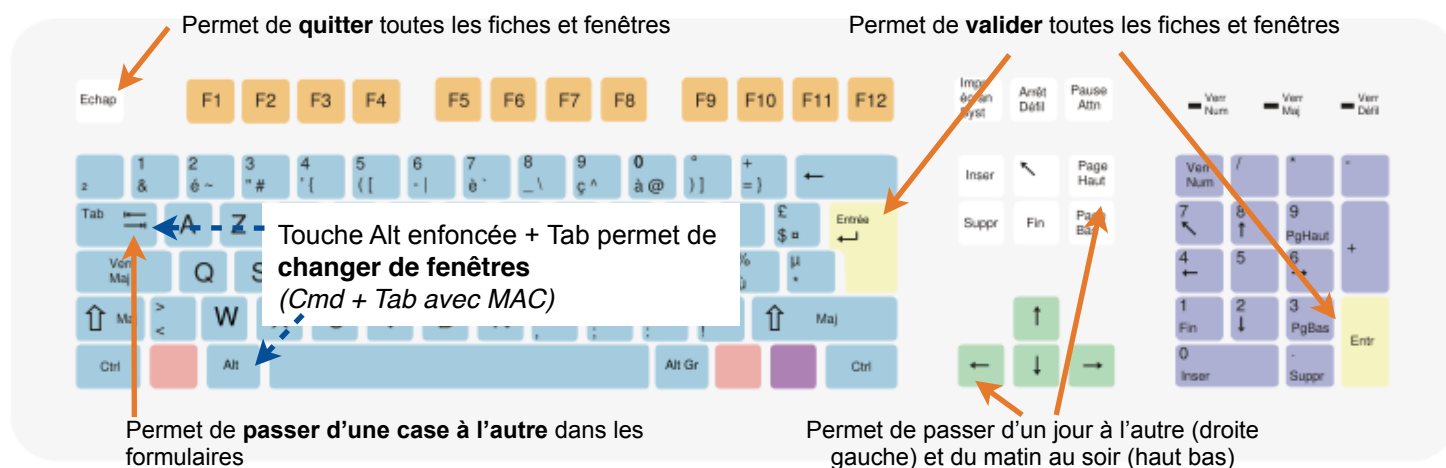 Permet de quitter toutes les fiches et fenêtres
Permet de valider toutes les fiches et fenêtres
Echap F1 F2 F3 F4 F5 F6 F7 F8 F9 F10 F11 F12
écran
Syst
Arrêt
Défil
Pause
Attn
Verr
Num
Verr
Maj
Verr
Défil
1 2 3 4 5 6 7 8 9 0 ° +
² & é ~ " # ' { ( [ - | è ` _ \ ç ^ à @ ) ] = } ←
Inser ↖ Page
Haut
Verr
Num
/ * -
Tab A Z £
$ ¤
Entrée
Suppr Fin Page
Bas
7 8 ↑ 9
PgHaut
+
Touche Alt enfoncée + Tab permet de
changer de fenêtres
(Cmd + Tab avec MAC)
Verr
Maj
Q S % µ
*
4 ← 5 6 →
⇧ > < W ⇧ Maj
↑
1
Fin
2 ↓ 3
PgBas
Entr
Ctrl Alt Alt Gr Ctrl
← ↓ →
0
Inser
.
Suppr
Permet de passer d'une case à l'autre dans les
formulaires
Permet de passer d'un jour à l'autre (droite
gauche) et du matin au soir (haut bas)